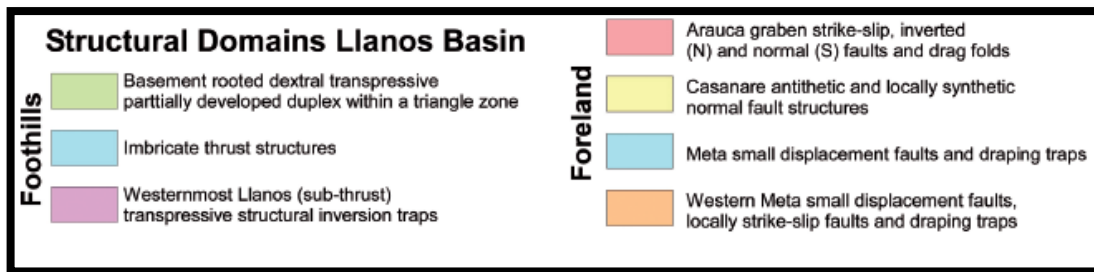 Structural Domains Llanos Basin
Foothills
Basement rooted dextral transpressive
parttially developed duplex within a triangle zone
Imbricate thrust structures
Westernmost Llanos (sub-thrust)
transpressive structural inversion traps
Foreland
Arauca graben strike-slip, inverted
(N) and normal (S) faults and drag folds
Casanare antithetic and locally synthetic
normal fault structures
Meta small displacement faults and draping traps
Western Meta small displacement faults,
locally strike-slip faults and draping traps